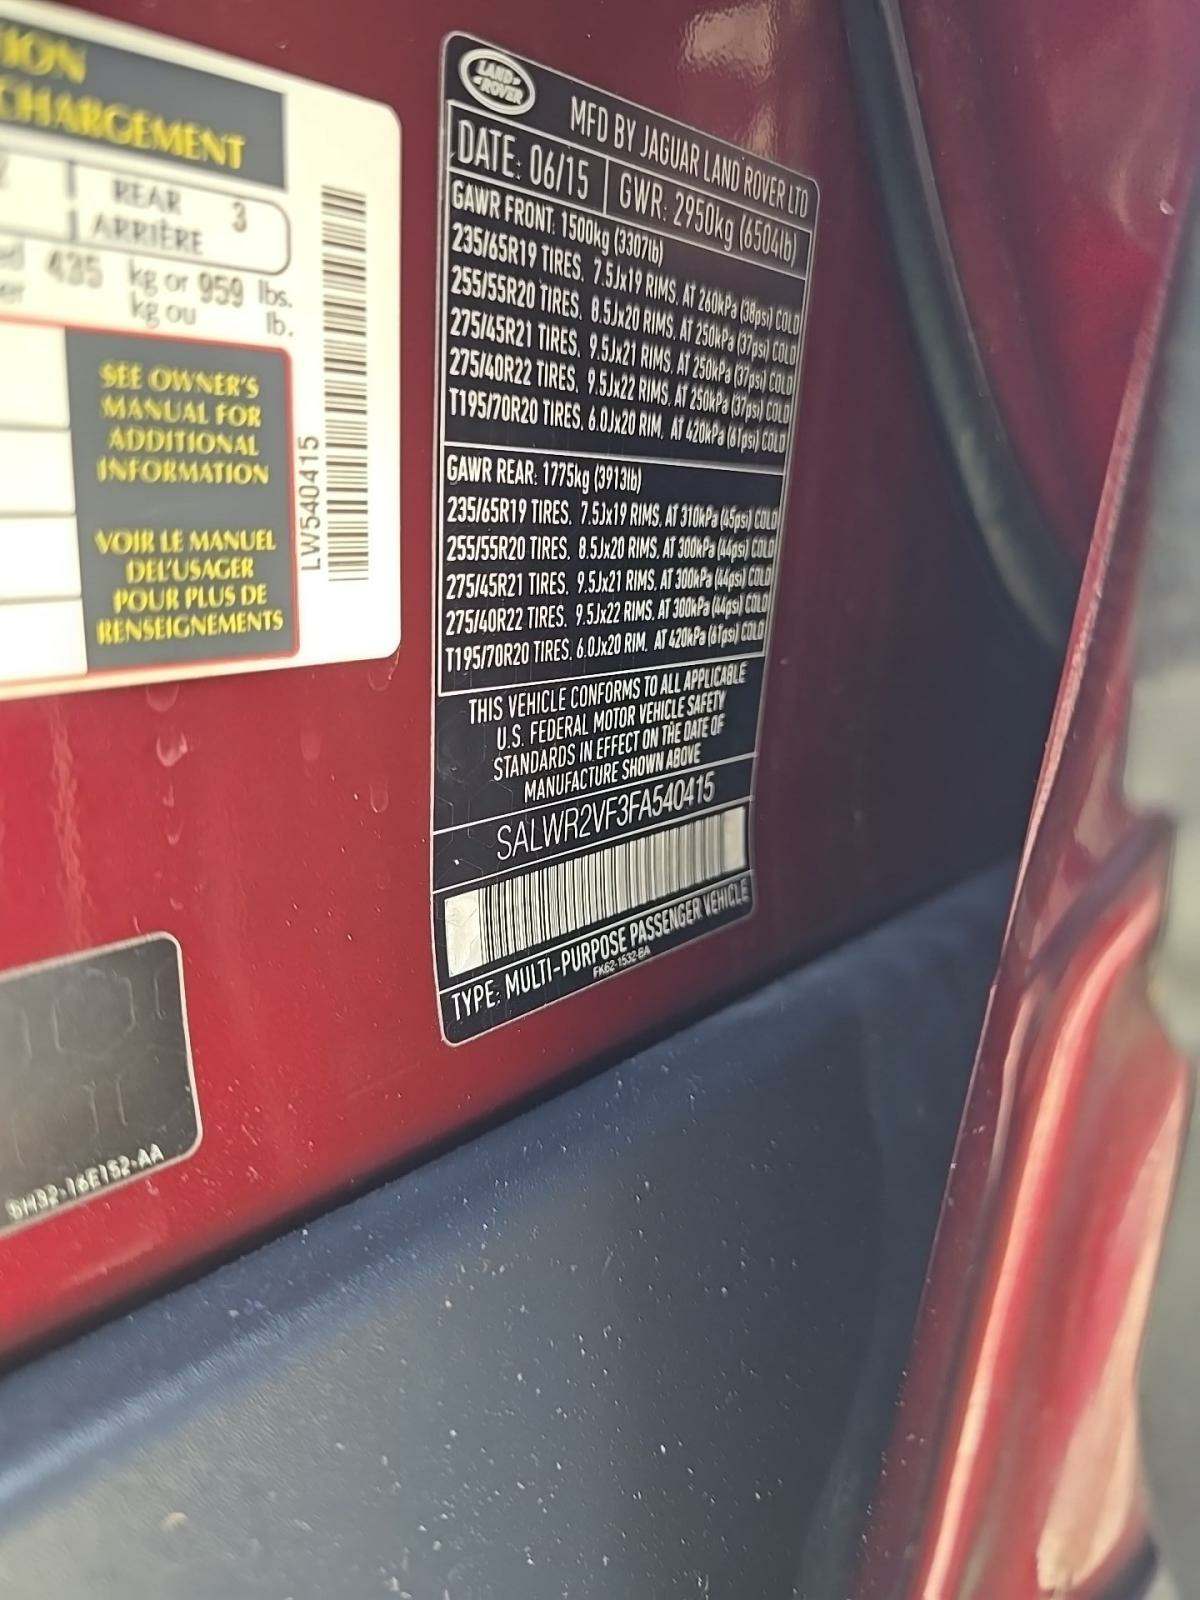 ION
CHARGEMENT
REAR 3
ARRIÈRE
435 kg or 959 lbs.
kg ou lb.
SEE OWNER'S
MANUAL FOR
ADDITIONAL
INFORMATION
VOIR LE MANUEL
DEL'USAGER
POUR PLUS DE
RENSEIGNEMENTS
LW540415
5H32-16E152-AA
LAND
ROVER
MFD BY JAGUAR LAND ROVER LTD
DATE: 06/15 GWR: 2950kg (6504lb)
GAWR FRONT: 1500kg (3307lb)
235/65R19 TIRES, 7.5Jx19 RIMS, AT 260kPa (38psi) COLD
255/55R20 TIRES, 8.5Jx20 RIMS, AT 250kPa (37psi) COLD
275/45R21 TIRES, 9.5Jx21 RIMS, AT 250kPa (37psi) COLD
275/40R22 TIRES, 9.5Jx22 RIMS, AT 250kPa (37psi) COLD
T195/70R20 TIRES, 6.0Jx20 RIM, AT 420kPa (61psi) COLD
GAWR REAR: 1775kg (3913lb)
235/65R19 TIRES, 7.5Jx19 RIMS, AT 310kPa (45psi) COLD
255/55R20 TIRES, 8.5Jx20 RIMS, AT 300kPa (44psi) COLD
275/45R21 TIRES, 9.5Jx21 RIMS, AT 300kPa (44psi) COLD
275/40R22 TIRES, 9.5Jx22 RIMS, AT 300kPa (44psi) COLD
T195/70R20 TIRES, 6.0Jx20 RIM, AT 420kPa (61psi) COLD
THIS VEHICLE CONFORMS TO ALL APPLICABLE
U.S. FEDERAL MOTOR VEHICLE SAFETY
STANDARDS IN EFFECT ON THE DATE OF
MANUFACTURE SHOWN ABOVE
SALWR2VF3FA540415
TYPE: MULTI-PURPOSE PASSENGER VEHICLE
FK62-1532-BA